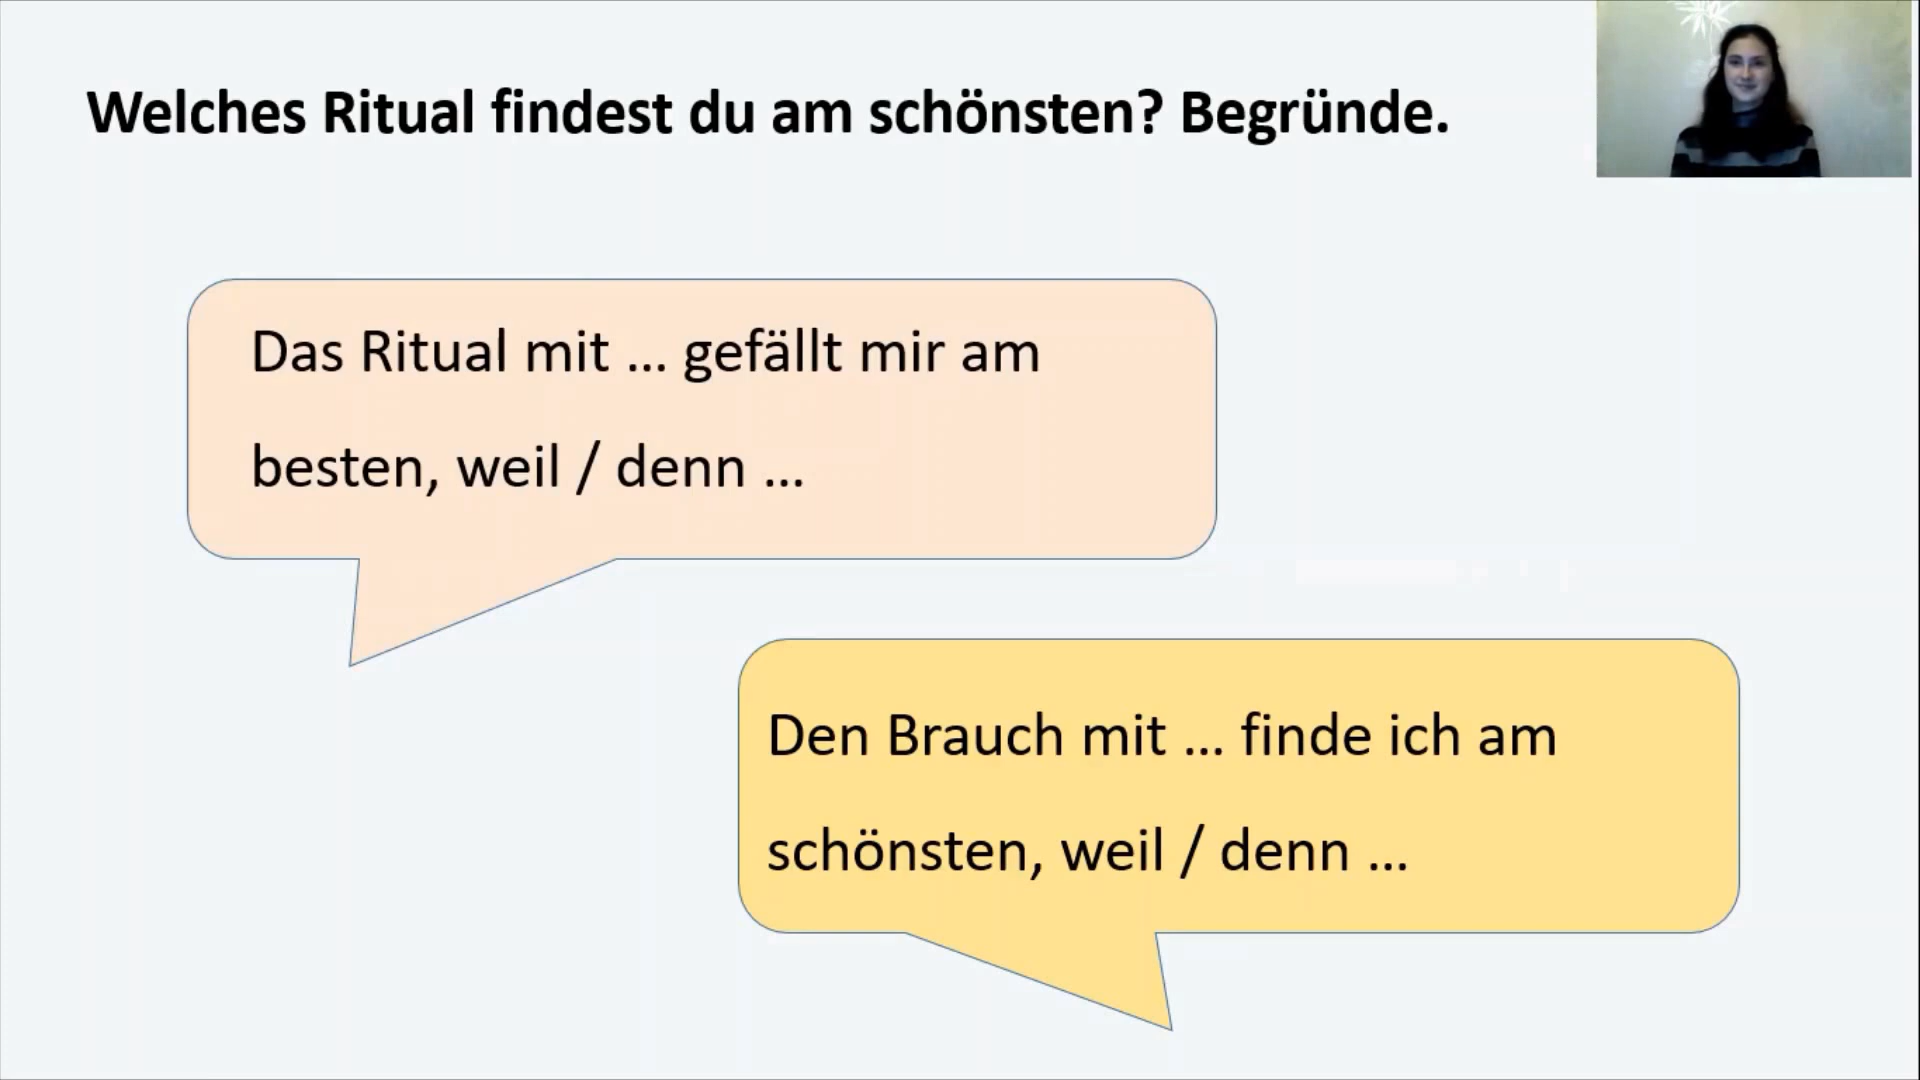 Welches Ritual findest du am schönsten? Begründe.
Das Ritual mit ... gefällt mir am
besten, weil / denn ...
Den Brauch mit ... finde ich am
schönsten, weil / denn ...